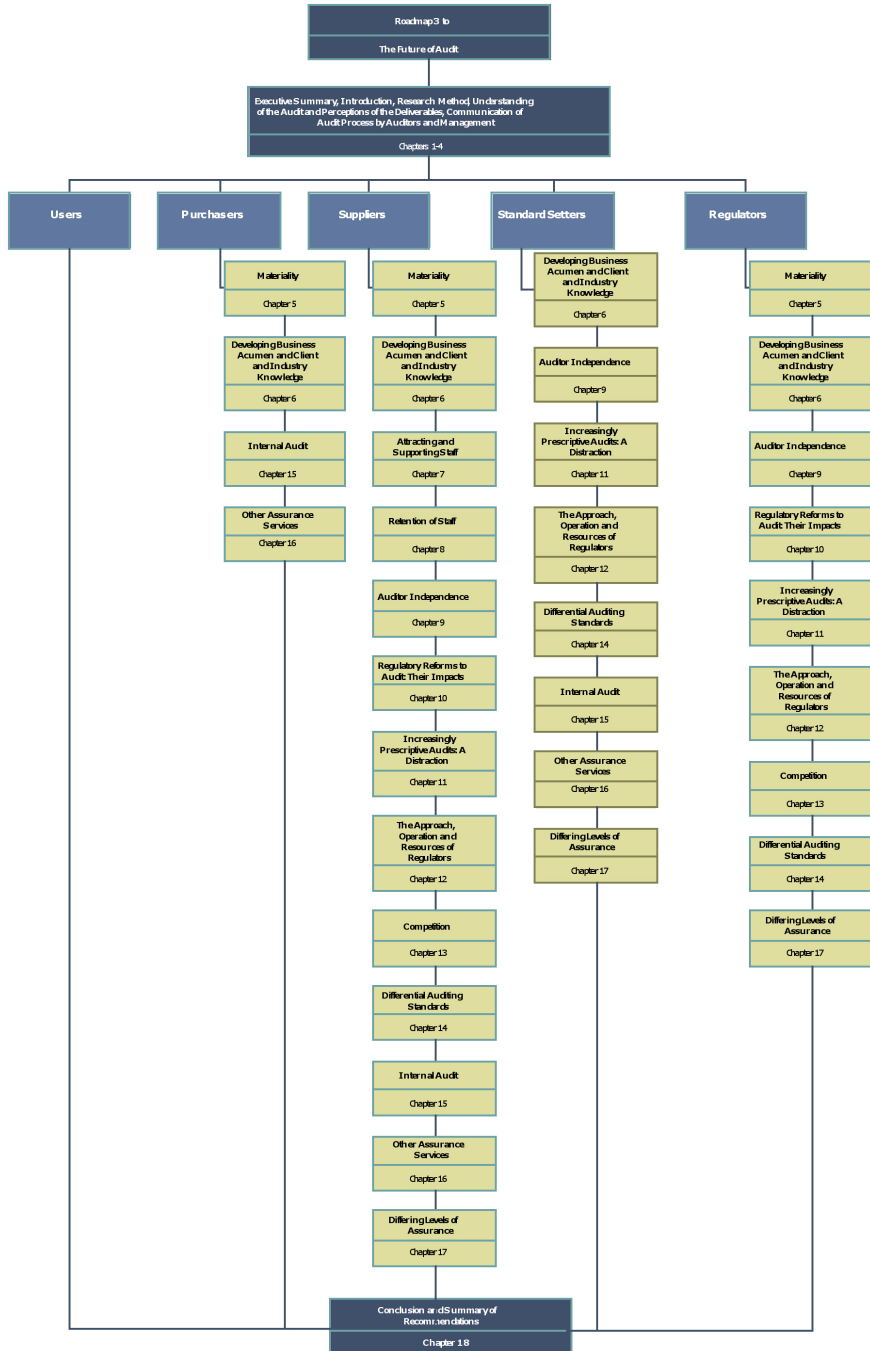 Roadmap3 to
The Future of Audit
Executive Summary, Introduction, Research Method, Understanding
of the Audit and Perceptions of the Deliverables, Communication of
Audit Process by Auditors and Management
Chapters 1-4
Users
Purchasers
Suppliers
Standard Setters
Regulators
Materiality
Chapter 5
Developing Business
Acumen and Client
and Industry
Knowledge
Chapter 6
Internal Audit
Chapter 15
Other Assurance
Services
Chapter 16
Materiality
Chapter 5
Developing Business
Acumen and Client
and Industry
Knowledge
Chapter 6
Attracting and
Supporting Staff
Chapter 7
Retention of Staff
Chapter 8
Auditor Independence
Chapter 9
Regulatory Reforms to
Audit: Their Impacts
Chapter 10
Increasingly
Prescriptive Audits: A
Distraction
Chapter 11
The Approach,
Operation and
Resources of
Regulators
Chapter 12
Competition
Chapter 13
Differential Auditing
Standards
Chapter 14
Internal Audit
Chapter 15
Other Assurance
Services
Chapter 16
Differing Levels of
Assurance
Chapter 17
Developing Business
Acumen and Client
and Industry
Knowledge
Chapter 6
Auditor Independence
Chapter 9
Increasingly
Prescriptive Audits: A
Distraction
Chapter 11
The Approach,
Operation and
Resources of
Regulators
Chapter 12
Differential Auditing
Standards
Chapter 14
Internal Audit
Chapter 15
Other Assurance
Services
Chapter 16
Differing Levels of
Assurance
Chapter 17
Materiality
Chapter 5
Developing Business
Acumen and Client
and Industry
Knowledge
Chapter 6
Auditor Independence
Chapter 9
Regulatory Reforms to
Audit: Their Impacts
Chapter 10
Increasingly
Prescriptive Audits: A
Distraction
Chapter 11
The Approach,
Operation and
Resources of
Regulators
Chapter 12
Competition
Chapter 13
Differential Auditing
Standards
Chapter 14
Differing Levels of
Assurance
Chapter 17
Conclusion and Summary of
Recommendations
Chapter 18